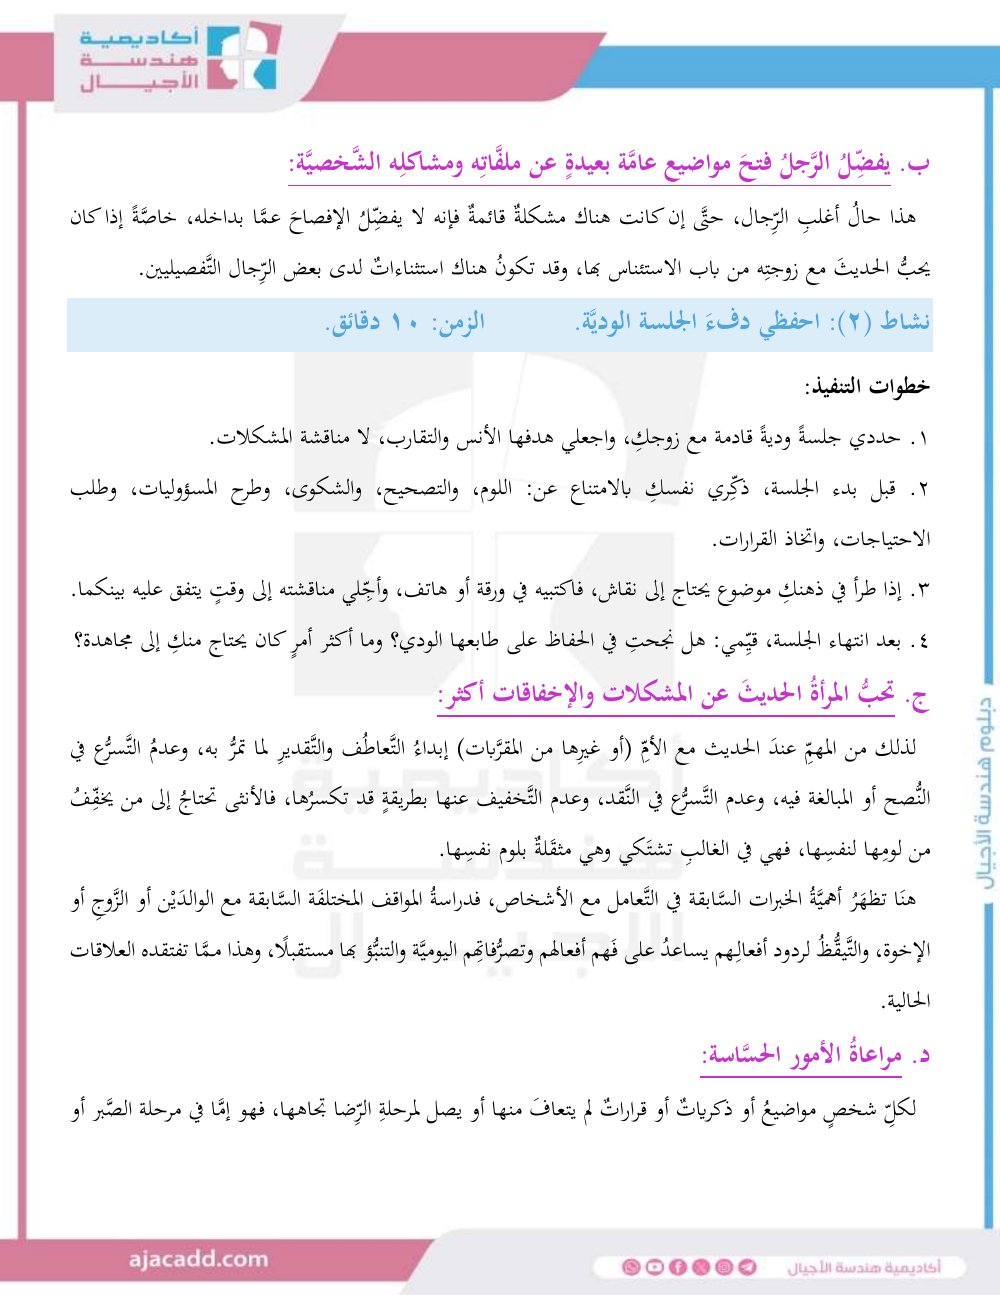 أكاديمية
هندسة
الأجيال
ب. يفضِّلُ الرَّجلُ فتحَ مواضيع عامَّة بعيدةٍ عن ملفَّاتِه ومشاكلِه الشَّخصيَّة:
هذا حالُ أغلبِ الرِّجال، حتَّى إن كانت هناك مشكلةٌ قائمةٌ فإنه لا يفضِّلُ الإفصاحَ عمَّا بداخله، خاصَّةً إذا كان
يحبُّ الحديثَ مع زوجتِه من باب الاستئناس بها، وقد تكونُ هناك استثناءاتٌ لدى بعض الرِّجال التَّفصيليين.
نشاط (٢): احفظي دفءَ الجلسة الوديَّة. الزمن: ١٠ دقائق.
خطوات التنفيذ:
١. حددي جلسةً وديةً قادمة مع زوجكِ، واجعلي هدفها الأنس والتقارب، لا مناقشة المشكلات.
٢. قبل بدء الجلسة، ذكِّري نفسكِ بالامتناع عن: اللوم، والتصحيح، والشكوى، وطرح المسؤوليات، وطلب
الاحتياجات، واتخاذ القرارات.
٣. إذا طرأ في ذهنكِ موضوع يحتاج إلى نقاش، فاكتبيه في ورقة أو هاتف، وأجِّلي مناقشته إلى وقتٍ يتفق عليه بينكما.
٤. بعد انتهاء الجلسة، قيِّمي: هل نجحتِ في الحفاظ على طابعها الودي؟ وما أكثر أمرٍ كان يحتاج منكِ إلى مجاهدة؟
ج. تحبُّ المرأةُ الحديثَ عن المشكلات والإخفاقات أكثر:
لذلك من المهمّ عندَ الحديث معَ الأمِّ (أو غيرِها من المقرَّبات) إبداءُ التَّعاطُف والتَّقديرِ لما تمرُّ به، وعدمُ التَّسرُّع في
النُّصح أو المبالغة فيه، وعدم التَّسرُّع في النَّقد، وعدم التَّخفيف عنها بطريقةٍ قد تكسرُها، فالأنثى تحتاجُ إلى من يخفِّفُ
من لومِها لنفسِها، فهي في الغالبِ تشتَكي وهي مثقَلةٌ بلوم نفسِها.
هنَا تظهَرُ أهميَّةُ الخبرات السَّابقة في التَّعامل مع الأشخاص، فدراسةُ المواقف المختلفَة السَّابقة مع الوالدَيْن أو الزَّوجِ أو
الإخوة، والتَّيقُّظُ لردود أفعالِهم يساعدُ على فَهم أفعالهم وتصرُّفاتِهم اليوميَّة والتنبُّؤ بها مستقبلًا، وهذا ممَّا تفتقده العلاقات
الحالية.
د. مراعاةُ الأمور الحسَّاسة:
لكلِّ شخصٍ مواضيعُ أو ذكرياتٌ أو قراراتٌ لم يتعافَ منها أو يصل لمرحلةِ الرِّضا تجاهها، فهو إمَّا في مرحلة الصَّبر أو
دبلوم هندسة الأجيال
أكاديمية
هندسة
الأجيال
ajacadd.com
أكاديمية هندسة الأجيال